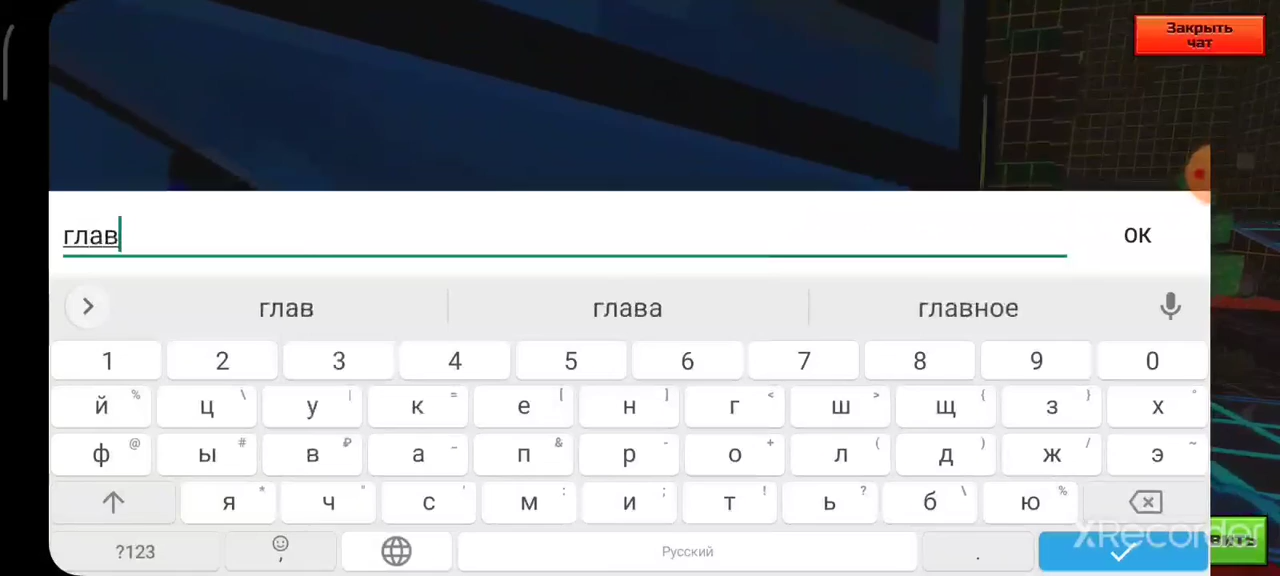 Закрыть
чат
глав
ОК
глав глава главное
1 2 3 4 5 6 7 8 9 0
% \ | = [ ] < > { } °
й ц у к е н г ш щ з х
@ # ₽ _ & - + ( ) / ~
ф ы в а п р о л д ж э
* " ' : ; ! ? \ %
я ч с м и т ь б ю
?123 , Русский .
XRecorder
вить